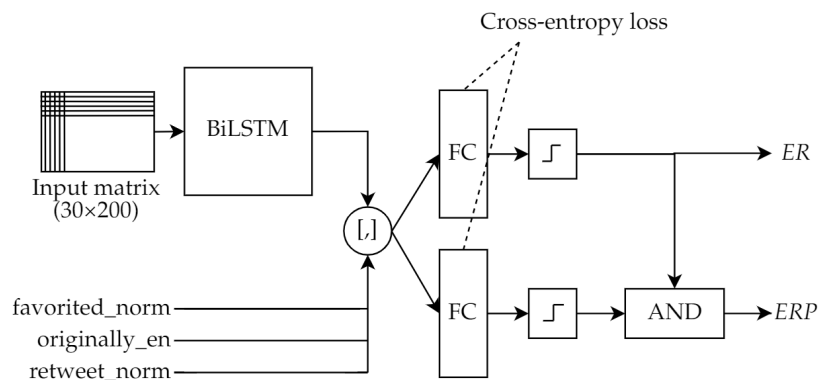 Cross-entropy loss
BiLSTM
FC
ER
Input matrix
(30×200)
[,]
favorited_norm
originally_en
retweet_norm
FC
AND
ERP